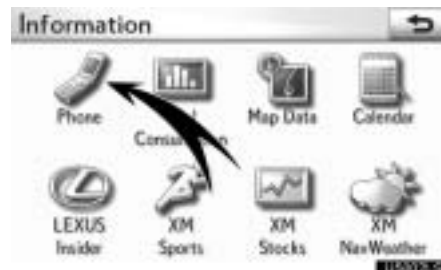 Information
Phone
Map Data
Calendar
LEXUS
Insider
XM
Sports
XM
Stocks
XM
NavWeather